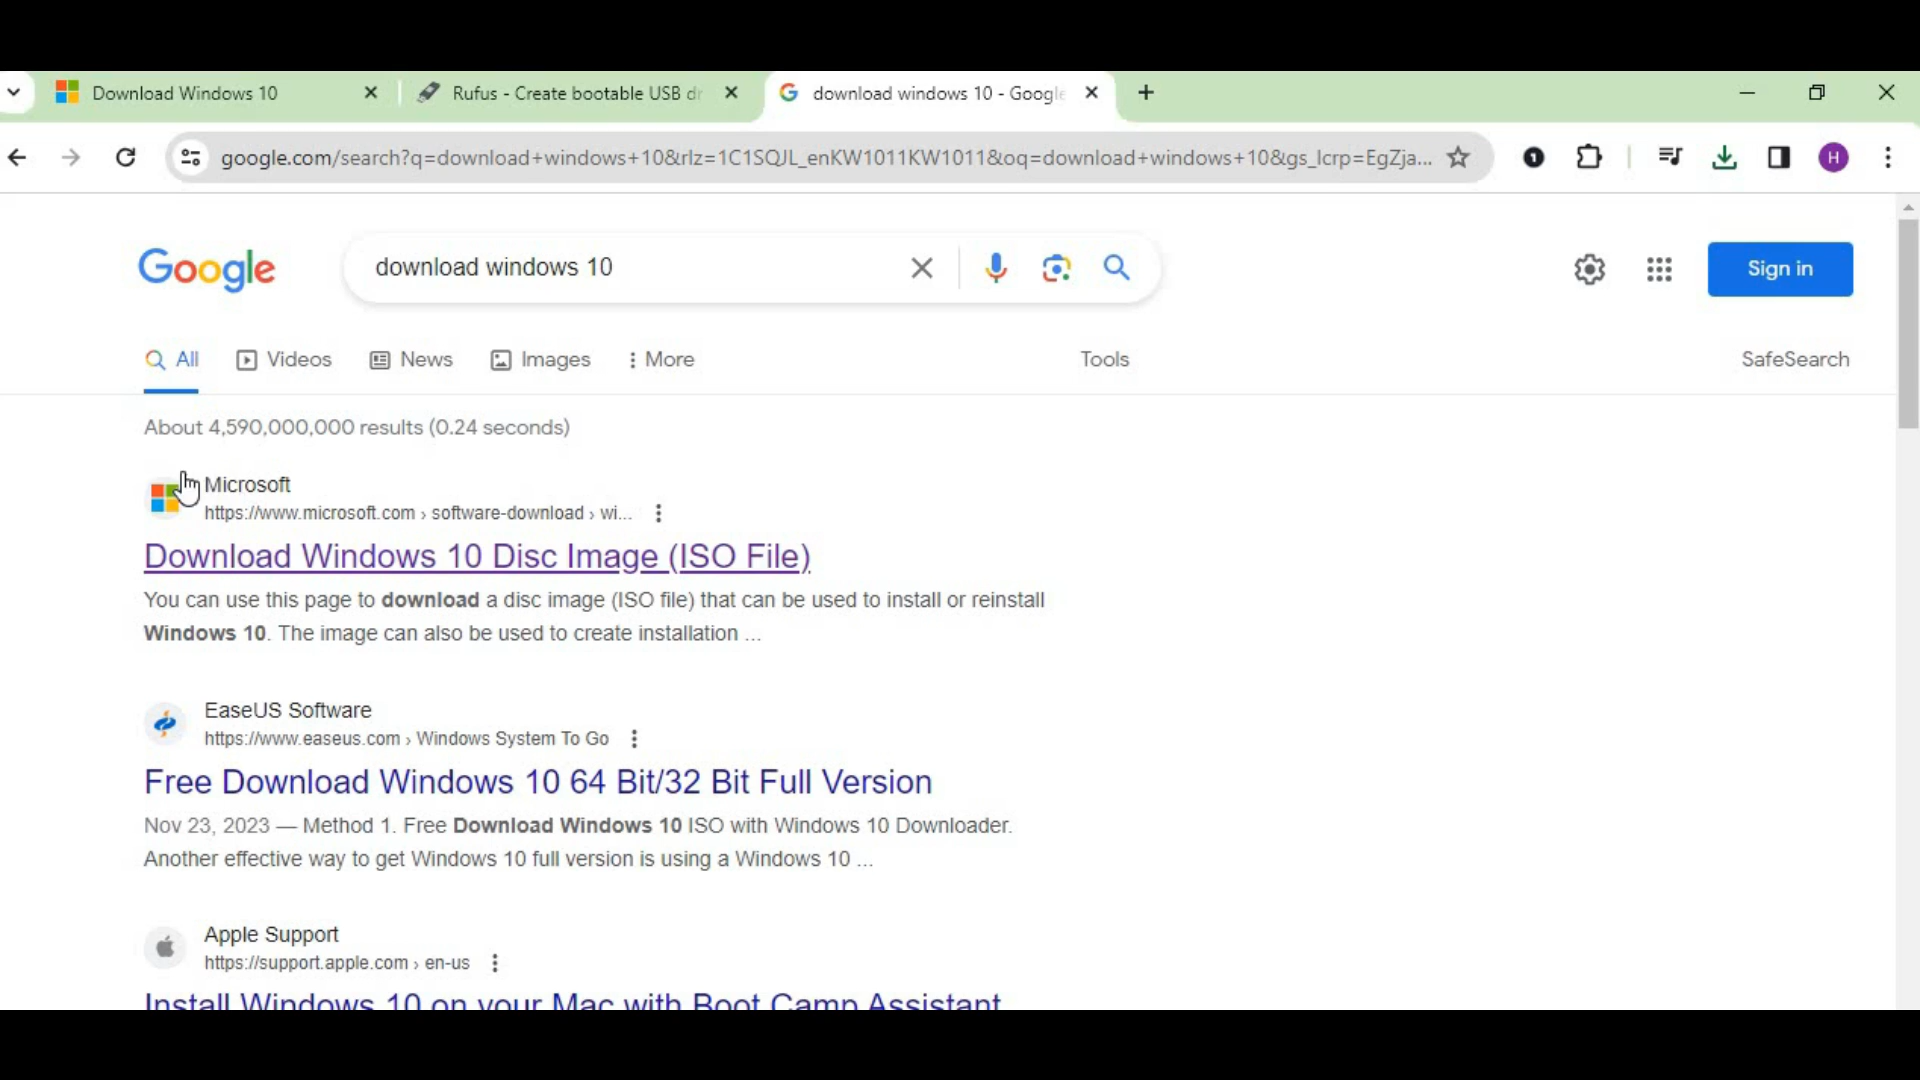 Download Windows 10
Rufus - Create bootable USB dr
download windows 10 - Google
google.com/search?q=download+windows+10&rlz=1C1SQJL_enKW1011KW1011&oq=download+windows+10&gs_lcrp=EgZja...
1
H
Google
download windows 10
Sign in
All
Videos
News
Images
More
Tools
SafeSearch
About 4,590,000,000 results (0.24 seconds)
Microsoft
https://www.microsoft.com › software-download › wi...
Download Windows 10 Disc Image (ISO File)
You can use this page to download a disc image (ISO file) that can be used to install or reinstall
Windows 10. The image can also be used to create installation ...
EaseUS Software
https://www.easeus.com › Windows System To Go
Free Download Windows 10 64 Bit/32 Bit Full Version
Nov 23, 2023 — Method 1. Free Download Windows 10 ISO with Windows 10 Downloader.
Another effective way to get Windows 10 full version is using a Windows 10 ...
Apple Support
https://support.apple.com › en-us
Install Windows 10 on your Mac with Boot Camp Assistant